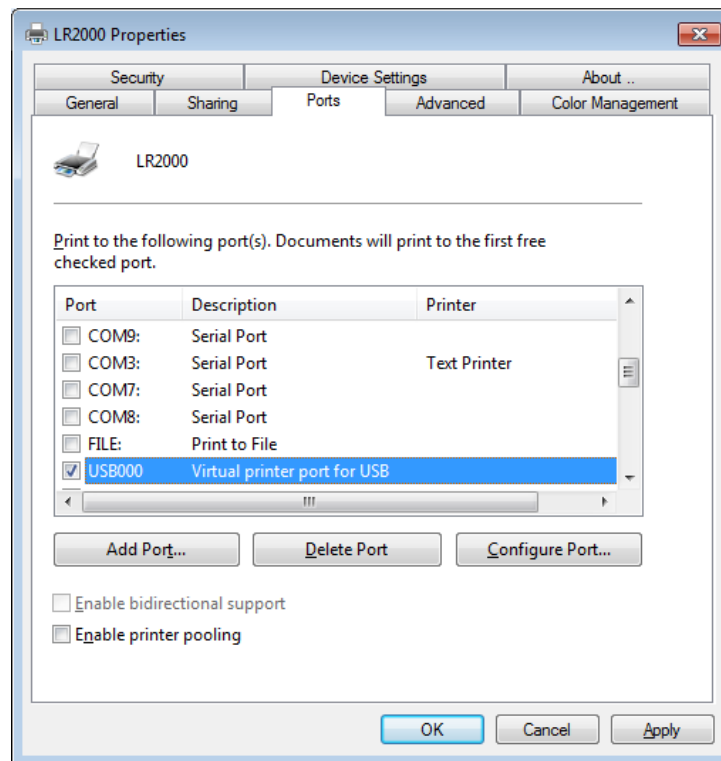 LR2000 Properties
Security Device Settings About ..
General Sharing Ports Advanced Color Management
LR2000
Print to the following port(s). Documents will print to the first free
checked port.
Port Description Printer
COM9: Serial Port
COM3: Serial Port Text Printer
COM7: Serial Port
COM8: Serial Port
FILE: Print to File
USB000 Virtual printer port for USB
Add Port... Delete Port Configure Port...
Enable bidirectional support
Enable printer pooling
OK Cancel Apply